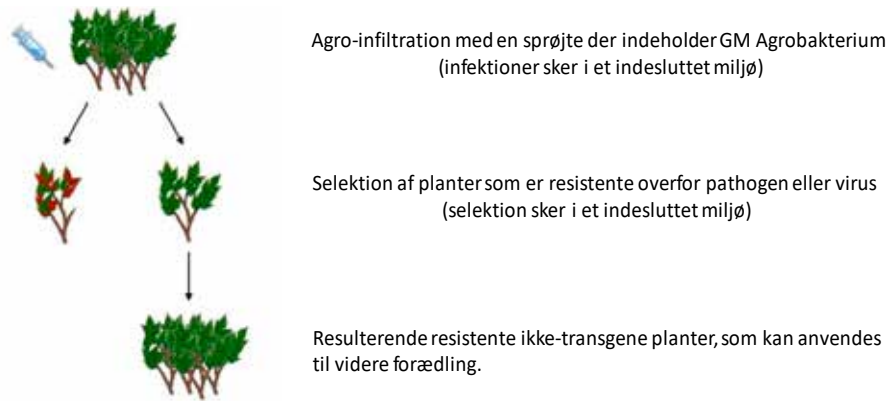 Agro-infiltration med en sprøjte der indeholder GM Agrobakterium
(infektioner sker i et indesluttet miljø)
Selektion af planter som er resistente overfor pathogen eller virus
(selektion sker i et indesluttet miljø)
Resulterende resistente ikke-transgene planter, som kan anvendes
til videre forædling.